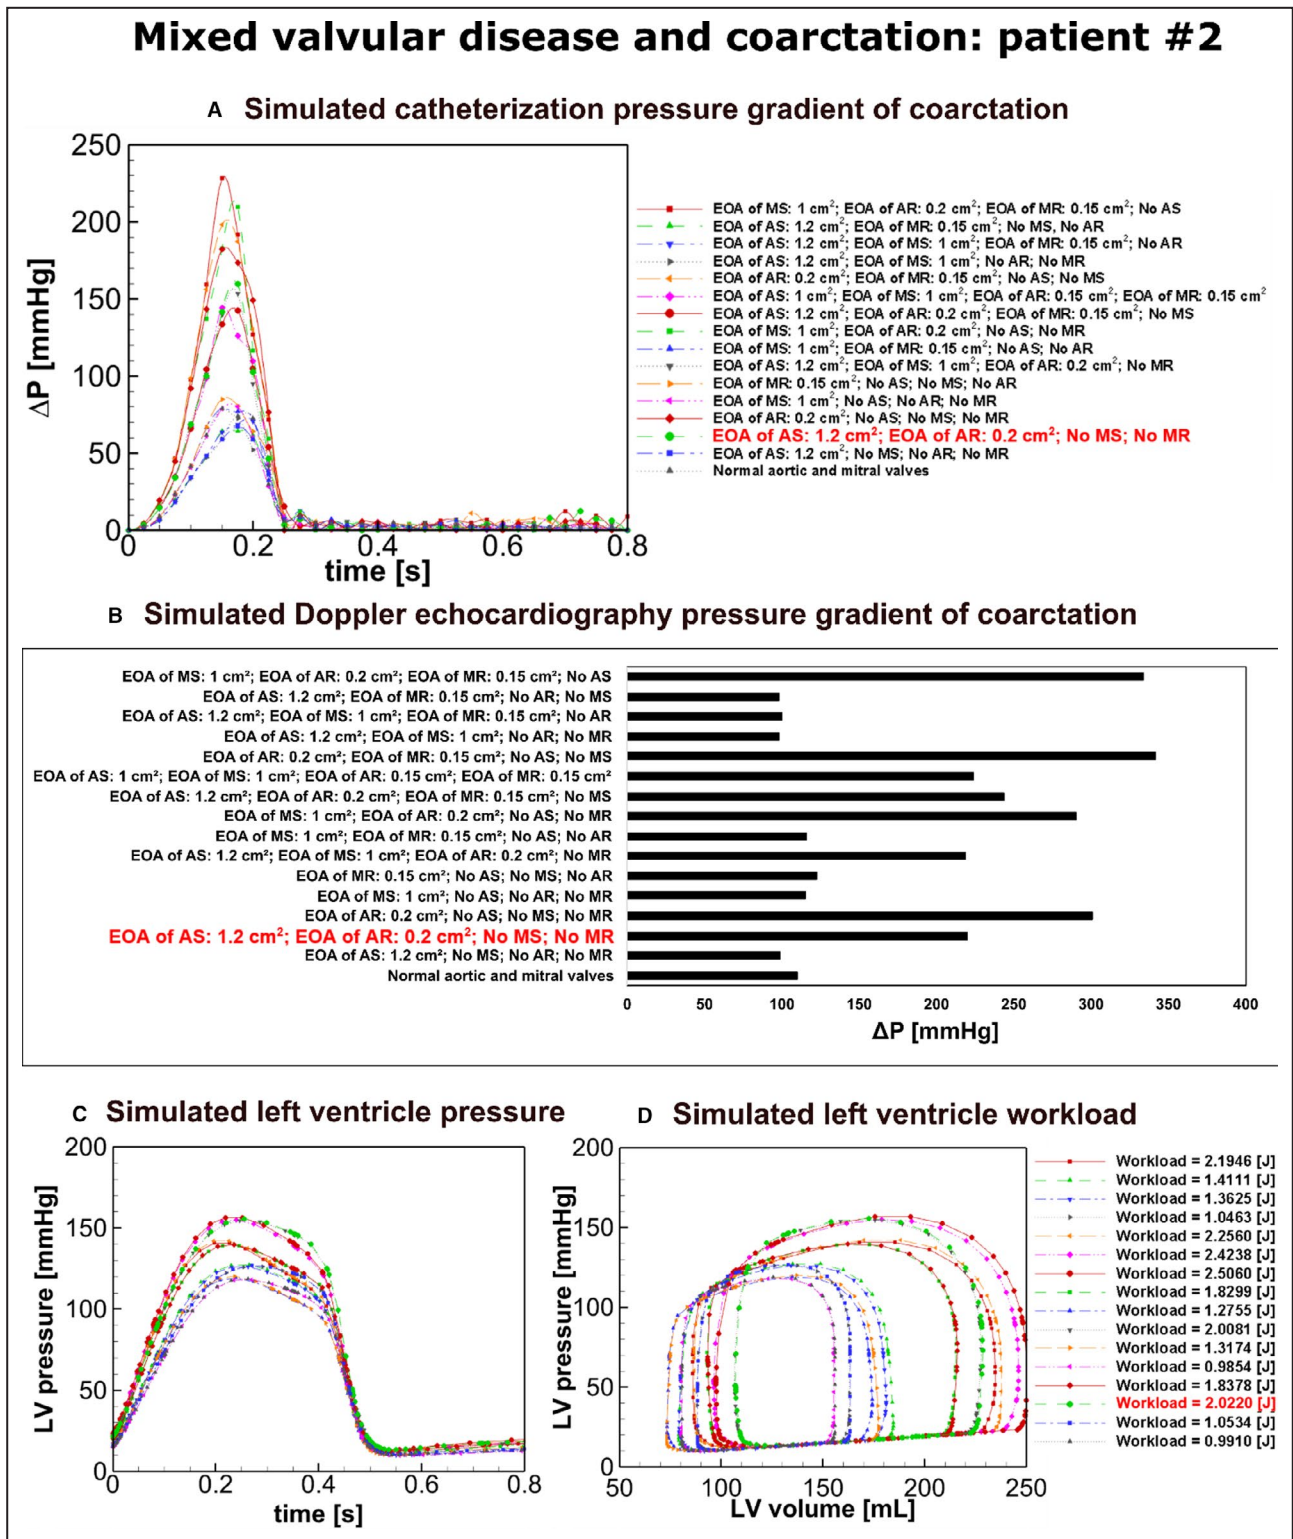 Mixed valvular disease and coarctation: patient #2
A Simulated catheterization pressure gradient of coarctation
250
200
150
100
50
0
ΔP [mmHg]
0 0.2 0.4 0.6 0.8
time [s]
EOA of MS: 1 cm²; EOA of AR: 0.2 cm²; EOA of MR: 0.15 cm²; No AS
EOA of AS: 1.2 cm²; EOA of MR: 0.15 cm²; No MS, No AR
EOA of AS: 1.2 cm²; EOA of MS: 1 cm²; EOA of MR: 0.15 cm²; No AR
EOA of AS: 1.2 cm²; EOA of MS: 1 cm²; No AR; No MR
EOA of AR: 0.2 cm²; EOA of MR: 0.15 cm²; No AS; No MS
EOA of AS: 1 cm²; EOA of MS: 1 cm²; EOA of AR: 0.15 cm²; EOA of MR: 0.15 cm²
EOA of AS: 1.2 cm²; EOA of AR: 0.2 cm²; EOA of MR: 0.15 cm²; No MS
EOA of MS: 1 cm²; EOA of AR: 0.2 cm²; No AS; No MR
EOA of MS: 1 cm²; EOA of MR: 0.15 cm²; No AS; No AR
EOA of AS: 1.2 cm²; EOA of MS: 1 cm²; EOA of AR: 0.2 cm²; No MR
EOA of MR: 0.15 cm²; No AS; No MS; No AR
EOA of MS: 1 cm²; No AS; No AR; No MR
EOA of AR: 0.2 cm²; No AS; No MS; No MR
EOA of AS: 1.2 cm²; EOA of AR: 0.2 cm²; No MS; No MR
EOA of AS: 1.2 cm²; No MS; No AR; No MR
Normal aortic and mitral valves
B Simulated Doppler echocardiography pressure gradient of coarctation
EOA of MS: 1 cm²; EOA of AR: 0.2 cm²; EOA of MR: 0.15 cm²; No AS
EOA of AS: 1.2 cm²; EOA of MR: 0.15 cm²; No AR; No MS
EOA of AS: 1.2 cm²; EOA of MS: 1 cm²; EOA of MR: 0.15 cm²; No AR
EOA of AS: 1.2 cm²; EOA of MS: 1 cm²; No AR; No MR
EOA of AR: 0.2 cm²; EOA of MR: 0.15 cm²; No AS; No MS
EOA of AS: 1 cm²; EOA of MS: 1 cm²; EOA of AR: 0.15 cm²; EOA of MR: 0.15 cm²
EOA of AS: 1.2 cm²; EOA of AR: 0.2 cm²; EOA of MR: 0.15 cm²; No MS
EOA of MS: 1 cm²; EOA of AR: 0.2 cm²; No AS; No MR
EOA of MS: 1 cm²; EOA of MR: 0.15 cm²; No AS; No AR
EOA of AS: 1.2 cm²; EOA of MS: 1 cm²; EOA of AR: 0.2 cm²; No MR
EOA of MR: 0.15 cm²; No AS; No MS; No AR
EOA of MS: 1 cm²; No AS; No AR; No MR
EOA of AR: 0.2 cm²; No AS; No MS; No MR
EOA of AS: 1.2 cm²; EOA of AR: 0.2 cm²; No MS; No MR
EOA of AS: 1.2 cm²; No MS; No AR; No MR
Normal aortic and mitral valves
0 50 100 150 200 250 300 350 400
ΔP [mmHg]
C Simulated left ventricle pressure
200
150
100
50
0
LV pressure [mmHg]
0 0.2 0.4 0.6 0.8
time [s]
D Simulated left ventricle workload
200
150
100
50
0
LV pressure [mmHg]
50 100 150 200 250
LV volume [mL]
Workload = 2.1946 [J]
Workload = 1.4111 [J]
Workload = 1.3625 [J]
Workload = 1.0463 [J]
Workload = 2.2560 [J]
Workload = 2.4238 [J]
Workload = 2.5060 [J]
Workload = 1.8299 [J]
Workload = 1.2755 [J]
Workload = 2.0081 [J]
Workload = 1.3174 [J]
Workload = 0.9854 [J]
Workload = 1.8378 [J]
Workload = 2.0220 [J]
Workload = 1.0534 [J]
Workload = 0.9910 [J]